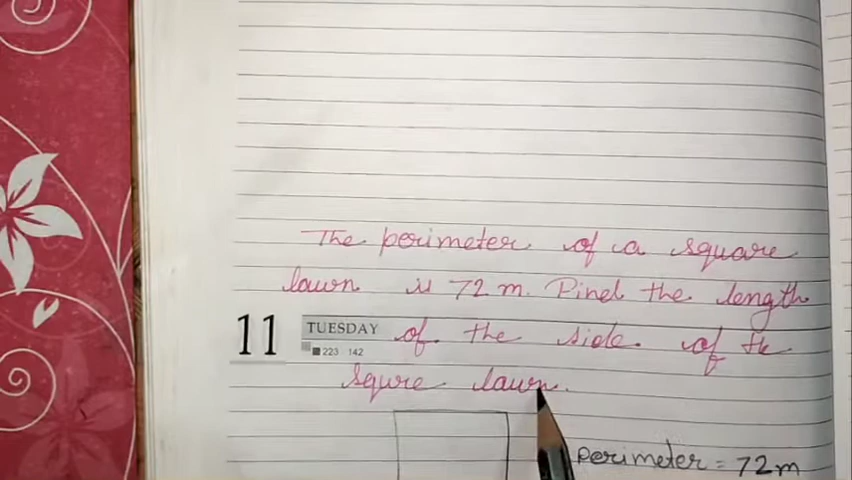 The perimeter of a square
lawn is 72 m. Find the length
11 TUESDAY of the side of the
223 142
squre lawn.
perimeter = 72m